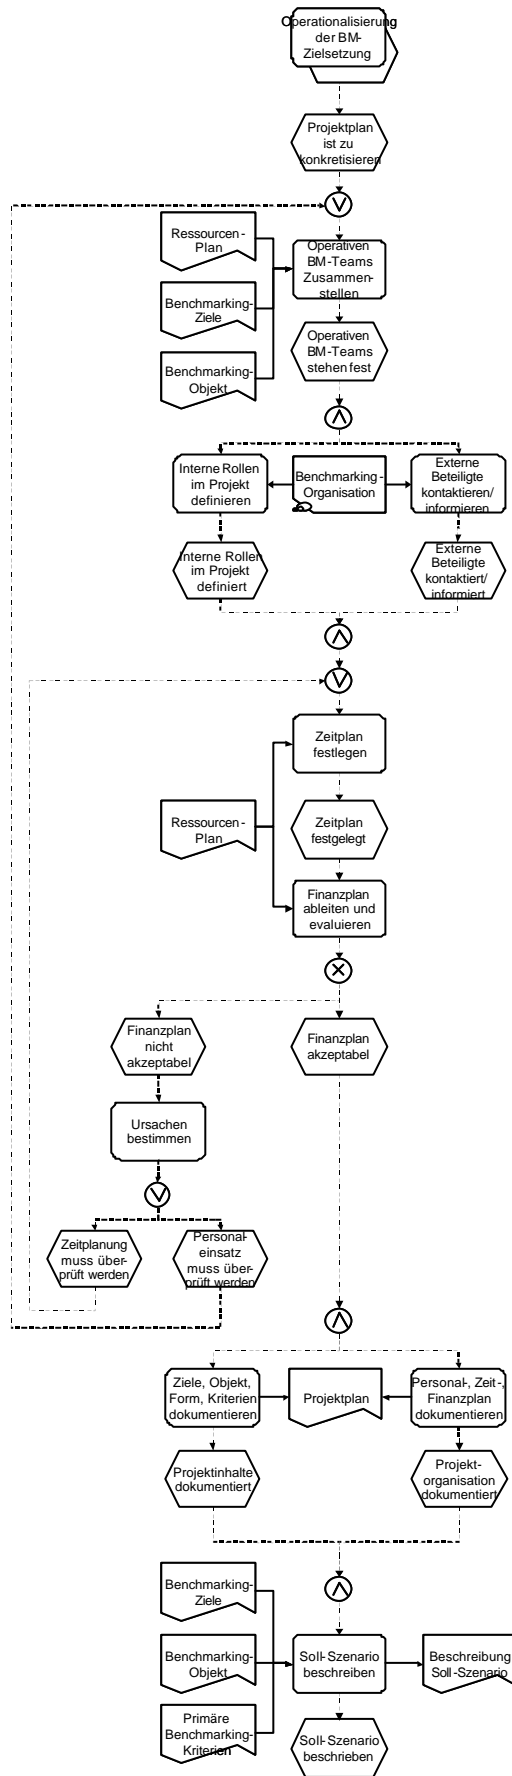 Operationalisierung
der BM-
Zielsetzung
Projektplan
ist zu
konkretisieren
Ressourcen-
Plan
Operativen
BM-Teams
Zusammen-
stellen
Benchmarking-
Ziele
Operativen
BM-Teams
stehen fest
Benchmarking-
Objekt
Interne Rollen
im Projekt
definieren
Benchmarking-
Organisation
Externe
Beteiligte
kontaktieren/
informieren
Interne Rollen
im Projekt
definiert
Externe
Beteiligte
kontaktiert/
informiert
Zeitplan
festlegen
Ressourcen-
Plan
Zeitplan
festgelegt
Finanzplan
ableiten und
evaluieren
Finanzplan
nicht
akzeptabel
Finanzplan
akzeptabel
Ursachen
bestimmen
Zeitplanung
muss über-
prüft werden
Personal-
einsatz
muss über-
prüft werden
Ziele, Objekt,
Form, Kriterien
dokumentieren
Projektplan
Personal-, Zeit-,
Finanzplan
dokumentieren
Projektinhalte
dokumentiert
Projekt-
organisation
dokumentiert
Benchmarking-
Ziele
Benchmarking-
Objekt
Soll-Szenario
beschreiben
Beschreibung
Soll-Szenario
Primäre
Benchmarking-
Kriterien
Soll-Szenario
beschrieben